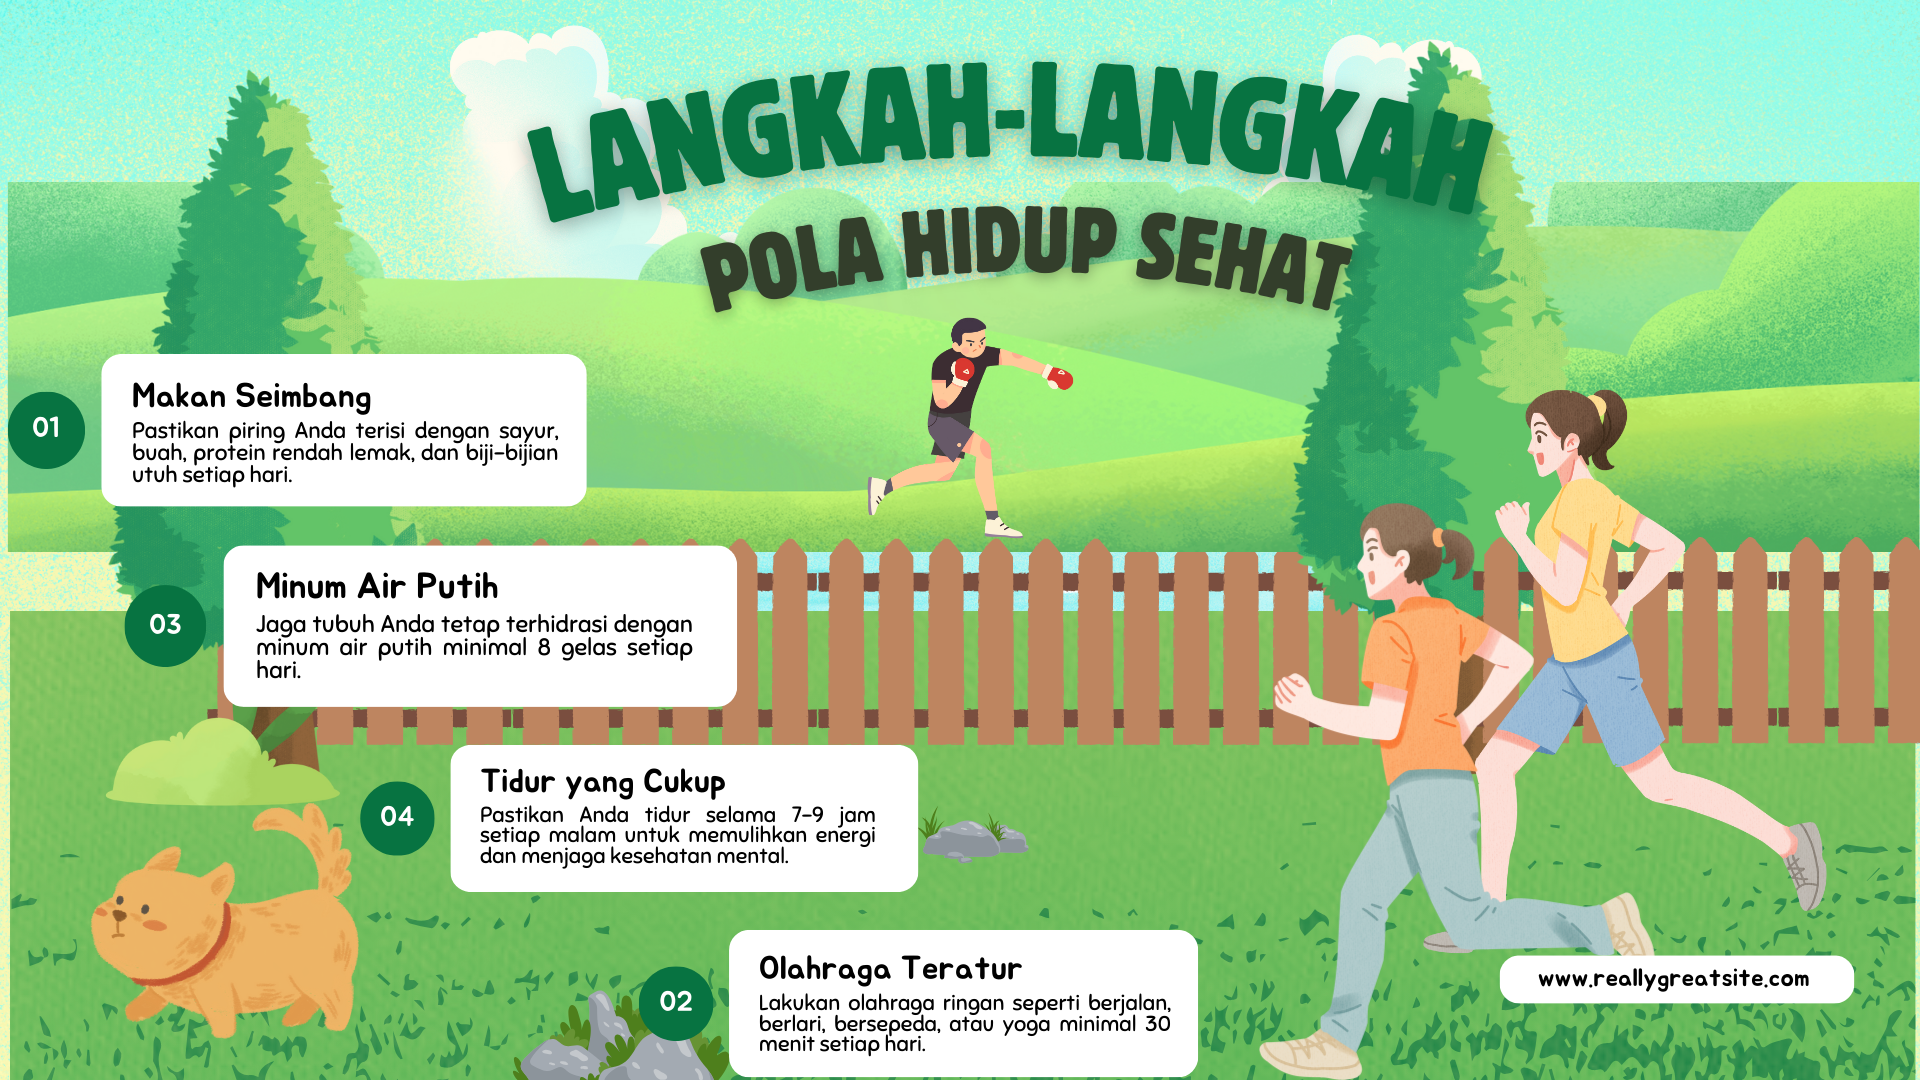 LANGKAH-LANGKAH
POLA HIDUP SEHAT
01
Makan Seimbang
Pastikan piring Anda terisi dengan sayur,
buah, protein rendah lemak, dan biji-bijian
utuh setiap hari.
03
Minum Air Putih
Jaga tubuh Anda tetap terhidrasi dengan
minum air putih minimal 8 gelas setiap
hari.
04
Tidur yang Cukup
Pastikan Anda tidur selama 7-9 jam
setiap malam untuk memulihkan energi
dan menjaga kesehatan mental.
02
Olahraga Teratur
Lakukan olahraga ringan seperti berjalan,
berlari, bersepeda, atau yoga minimal 30
menit setiap hari.
www.reallygreatsite.com